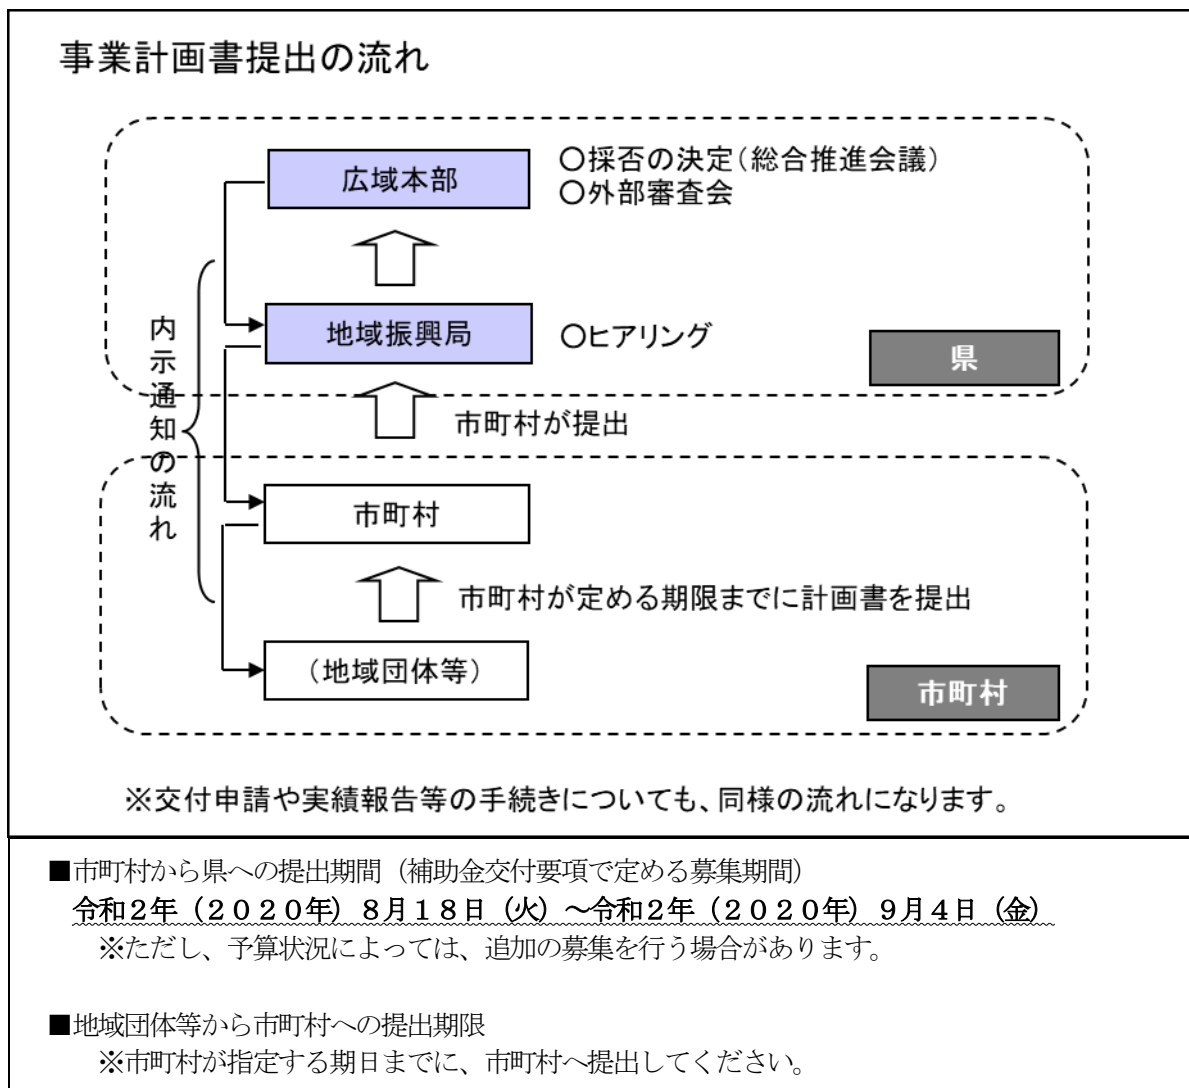 事業計画書提出の流れ
広域本部
○採否の決定(総合推進会議)
○外部審査会
地域振興局
○ヒアリング
県
内示通知の流れ
市町村が提出
市町村
市町村が定める期限までに計画書を提出
(地域団体等)
市町村
※交付申請や実績報告等の手続きについても、同様の流れになります。
■市町村から県への提出期間(補助金交付要項で定める募集期間)
令和2年(2020年)8月18日(火)~令和2年(2020年)9月4日(金)
※ただし、予算状況によっては、追加の募集を行う場合があります。
■地域団体等から市町村への提出期限
※市町村が指定する期日までに、市町村へ提出してください。